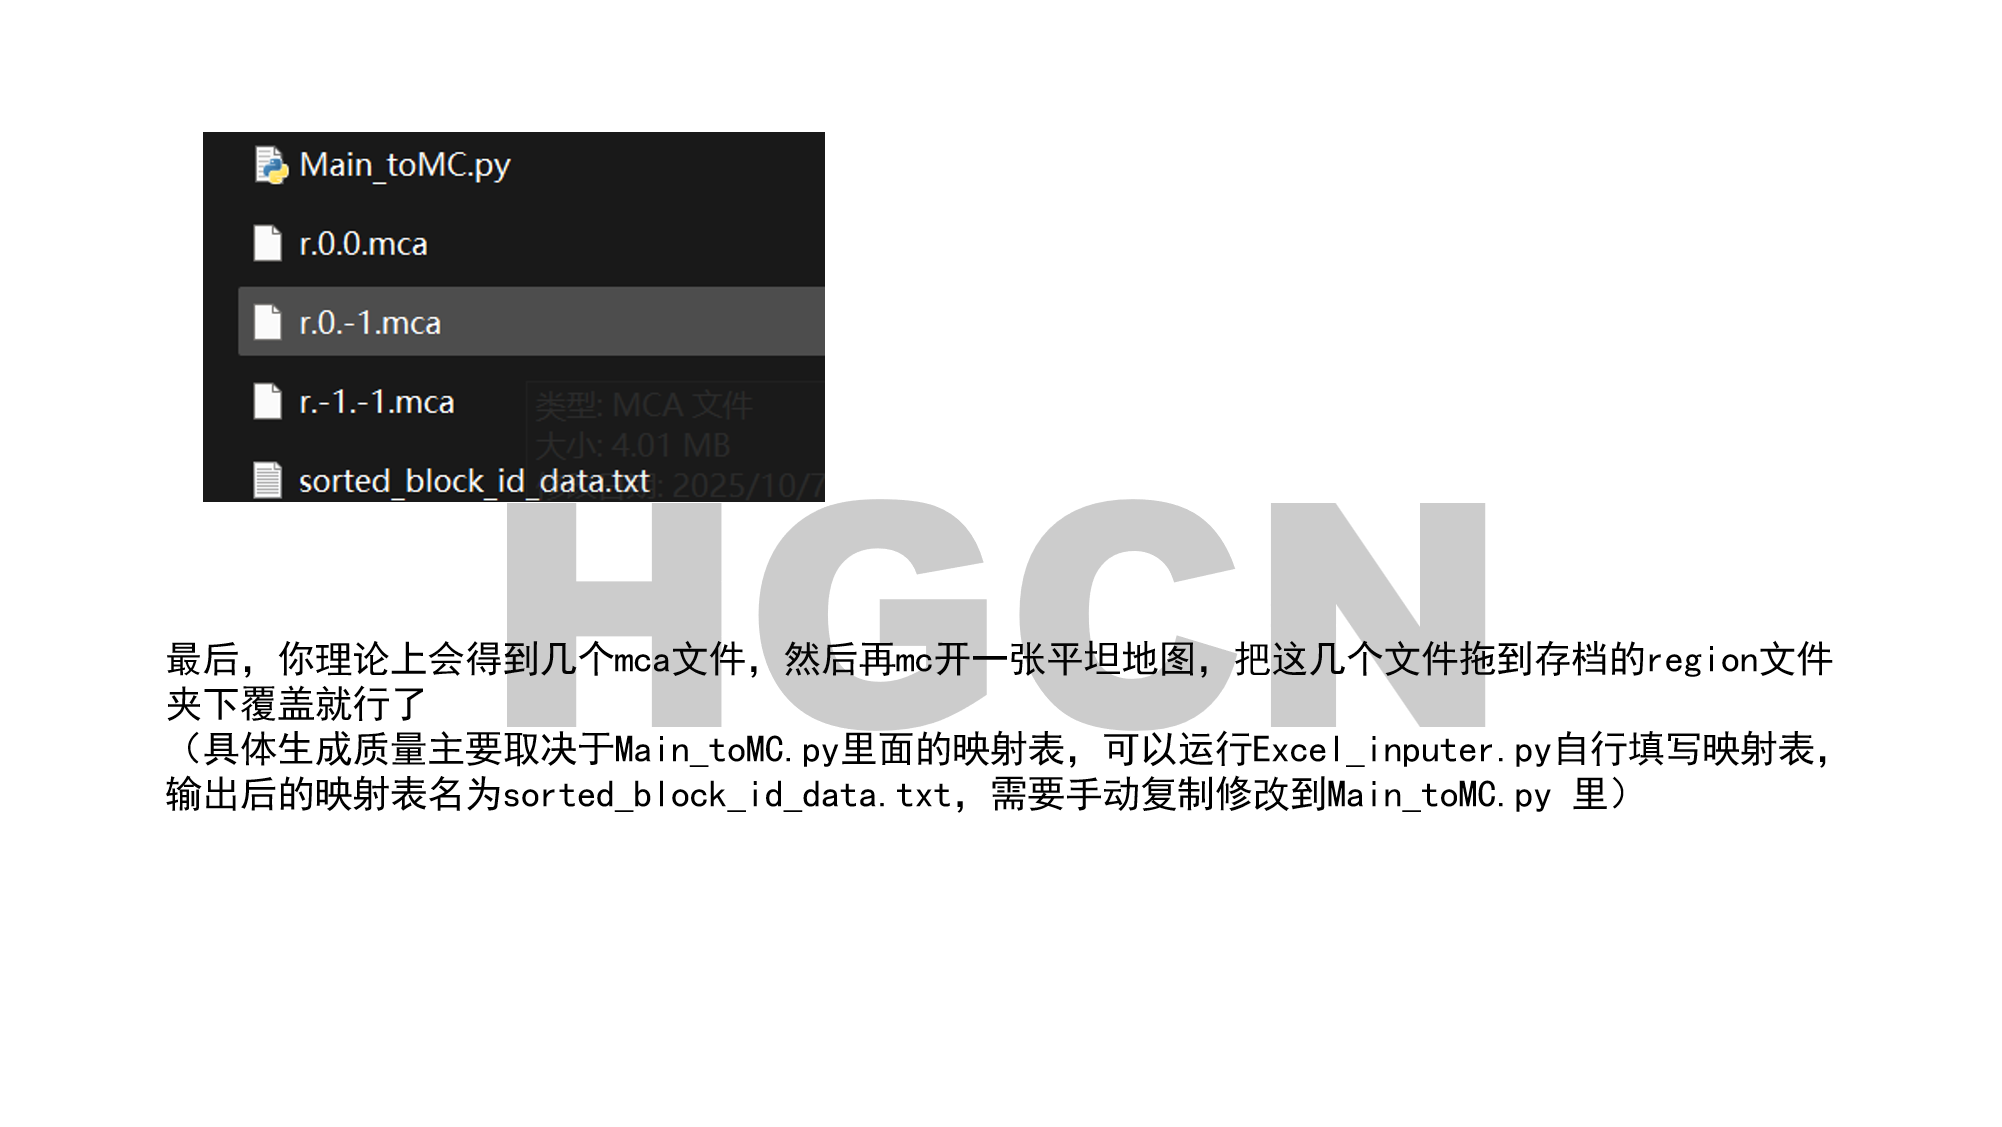 Main_toMC.py
r.0.0.mca
r.0.-1.mca
r.-1.-1.mca
类型: MCA 文件
大小: 4.01 MB
sorted_block_id_data.txt
修改日期: 2025/10/7
HGCN
最后，你理论上会得到几个mca文件，然后再mc开一张平坦地图，把这几个文件拖到存档的region文件
夹下覆盖就行了
（具体生成质量主要取决于Main_toMC.py里面的映射表，可以运行Excel_inputer.py自行填写映射表，
输出后的映射表名为sorted_block_id_data.txt，需要手动复制修改到Main_toMC.py 里）